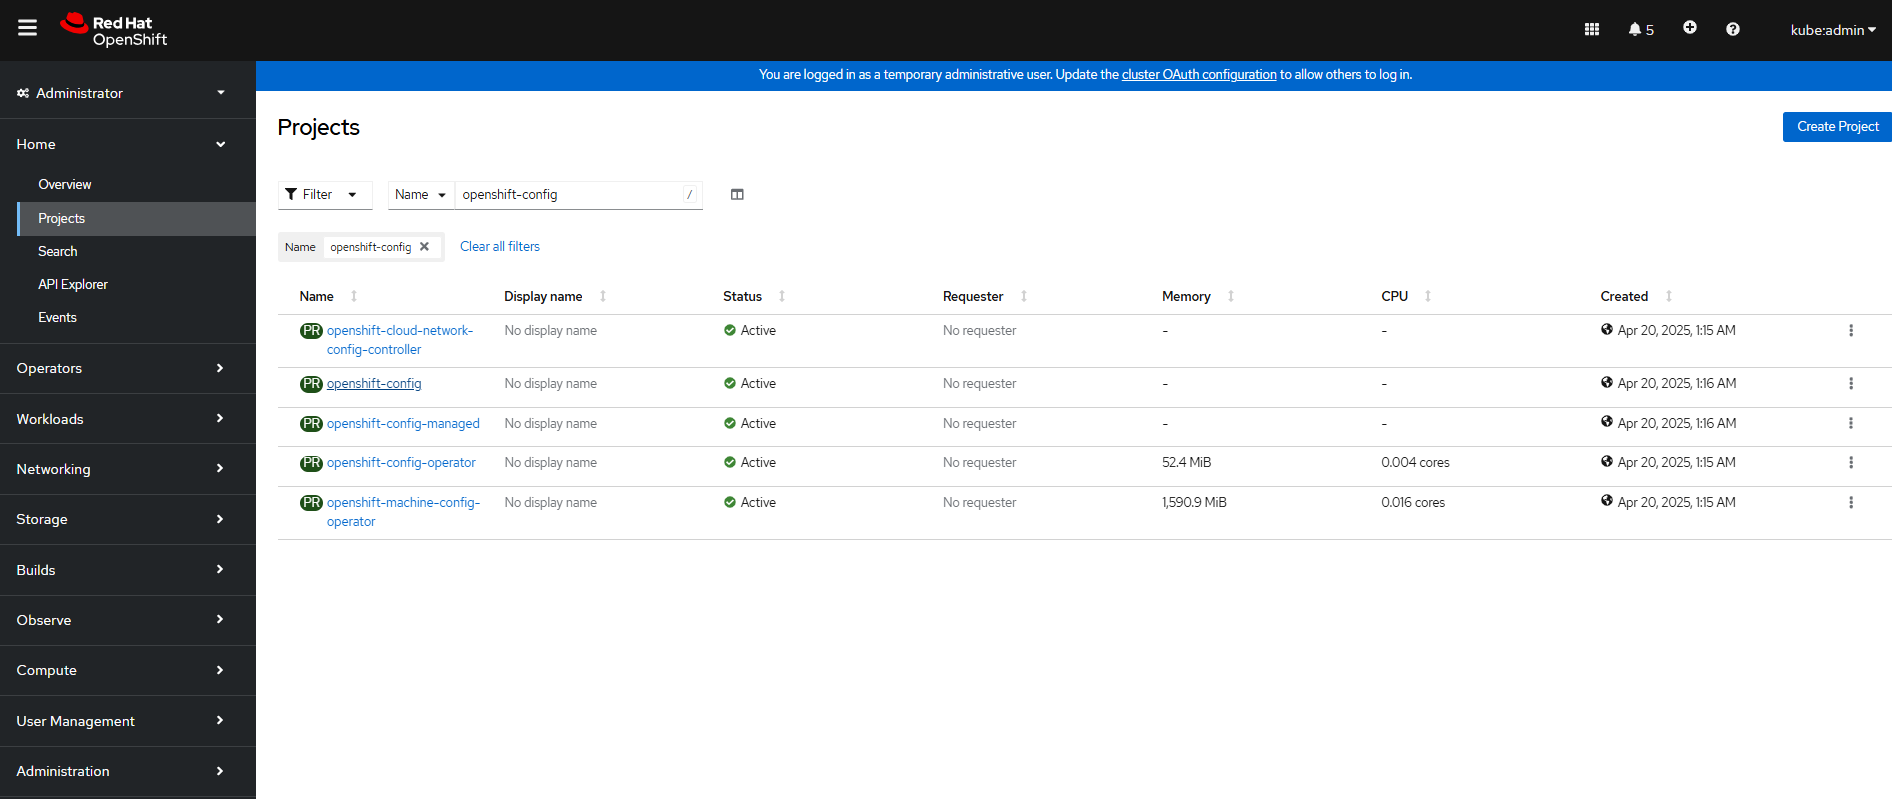 Red Hat
OpenShift
5
kube:admin
Administrator
You are logged in as a temporary administrative user. Update the cluster OAuth configuration to allow others to log in.
Home
Overview
Projects
Search
API Explorer
Events
Operators
Workloads
Networking
Storage
Builds
Observe
Compute
User Management
Administration
Projects
Create Project
Filter
Name openshift-config /
Name openshift-config Clear all filters
Name Display name Status Requester Memory CPU Created
PR openshift-cloud-network- No display name Active No requester - - Apr 20, 2025, 1:15 AM
config-controller
PR openshift-config No display name Active No requester - - Apr 20, 2025, 1:16 AM
PR openshift-config-managed No display name Active No requester - - Apr 20, 2025, 1:16 AM
PR openshift-config-operator No display name Active No requester 52.4 MiB 0.004 cores Apr 20, 2025, 1:15 AM
PR openshift-machine-config- No display name Active No requester 1,590.9 MiB 0.016 cores Apr 20, 2025, 1:15 AM
operator